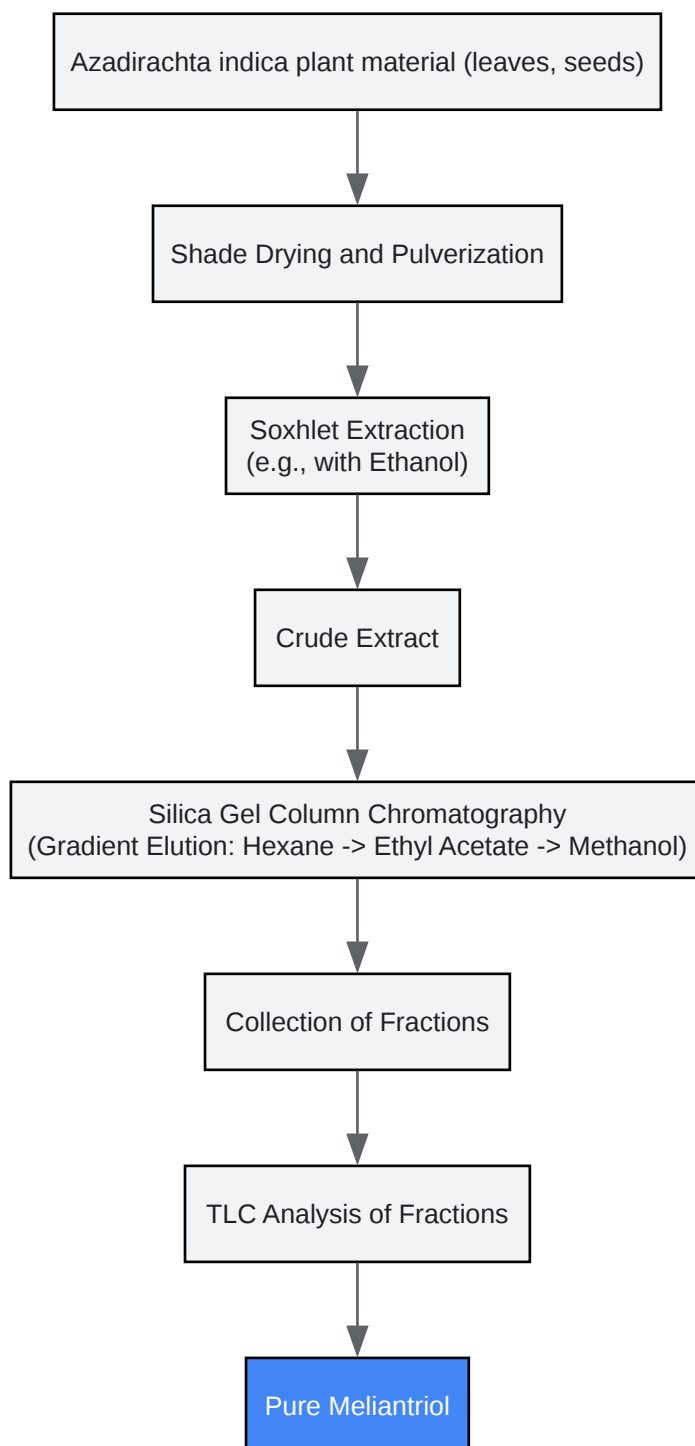 Azadirachta indica plant material (leaves, seeds)
Shade Drying and Pulverization
Soxhlet Extraction
(e.g., with Ethanol)
Crude Extract
Silica Gel Column Chromatography
(Gradient Elution: Hexane -> Ethyl Acetate -> Methanol)
Collection of Fractions
TLC Analysis of Fractions
Pure Meliantriol